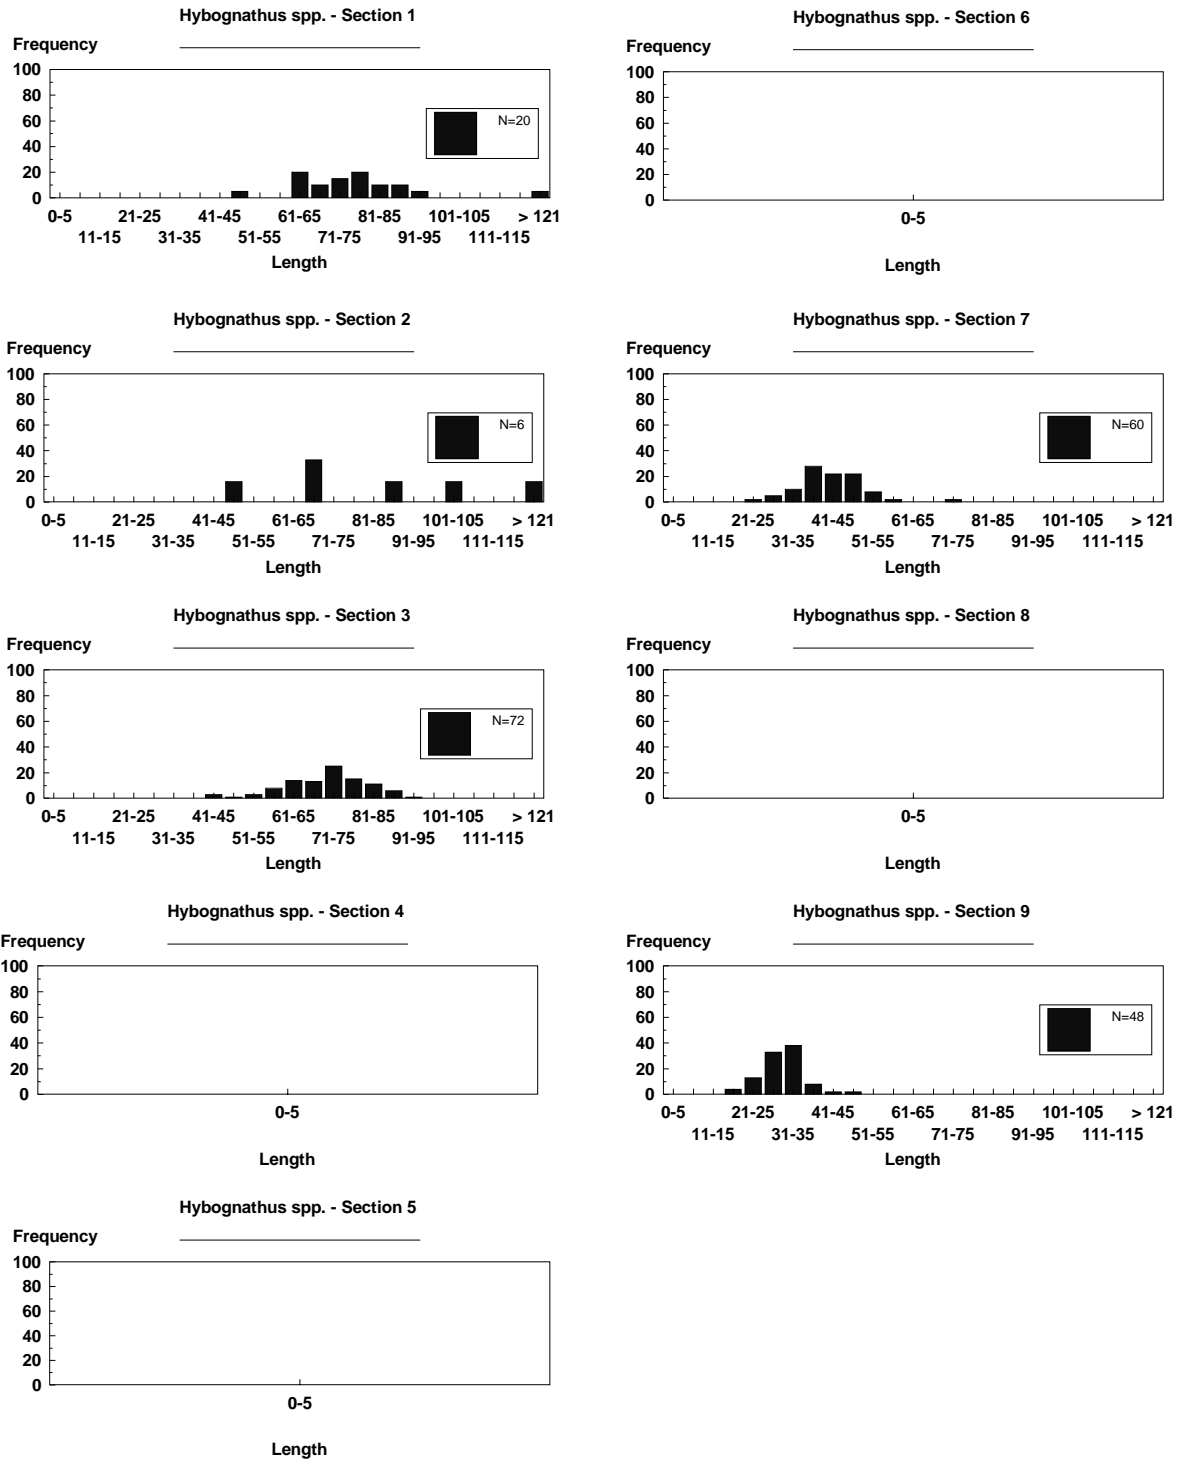 Hybognathus spp. - Section 1
Frequency
100
80
60
40
20
0
N=20
0-5 21-25 41-45 61-65 81-85 101-105 > 121
11-15 31-35 51-55 71-75 91-95 111-115
Length
Hybognathus spp. - Section 2
Frequency
100
80
60
40
20
0
N=6
0-5 21-25 41-45 61-65 81-85 101-105 > 121
11-15 31-35 51-55 71-75 91-95 111-115
Length
Hybognathus spp. - Section 3
Frequency
100
80
60
40
20
0
N=72
0-5 21-25 41-45 61-65 81-85 101-105 > 121
11-15 31-35 51-55 71-75 91-95 111-115
Length
Hybognathus spp. - Section 4
Frequency
100
80
60
40
20
0
0-5
Length
Hybognathus spp. - Section 5
Frequency
100
80
60
40
20
0
0-5
Length
Hybognathus spp. - Section 6
Frequency
100
80
60
40
20
0
0-5
Length
Hybognathus spp. - Section 7
Frequency
100
80
60
40
20
0
N=60
0-5 21-25 41-45 61-65 81-85 101-105 > 121
11-15 31-35 51-55 71-75 91-95 111-115
Length
Hybognathus spp. - Section 8
Frequency
100
80
60
40
20
0
0-5
Length
Hybognathus spp. - Section 9
Frequency
100
80
60
40
20
0
N=48
0-5 21-25 41-45 61-65 81-85 101-105 > 121
11-15 31-35 51-55 71-75 91-95 111-115
Length